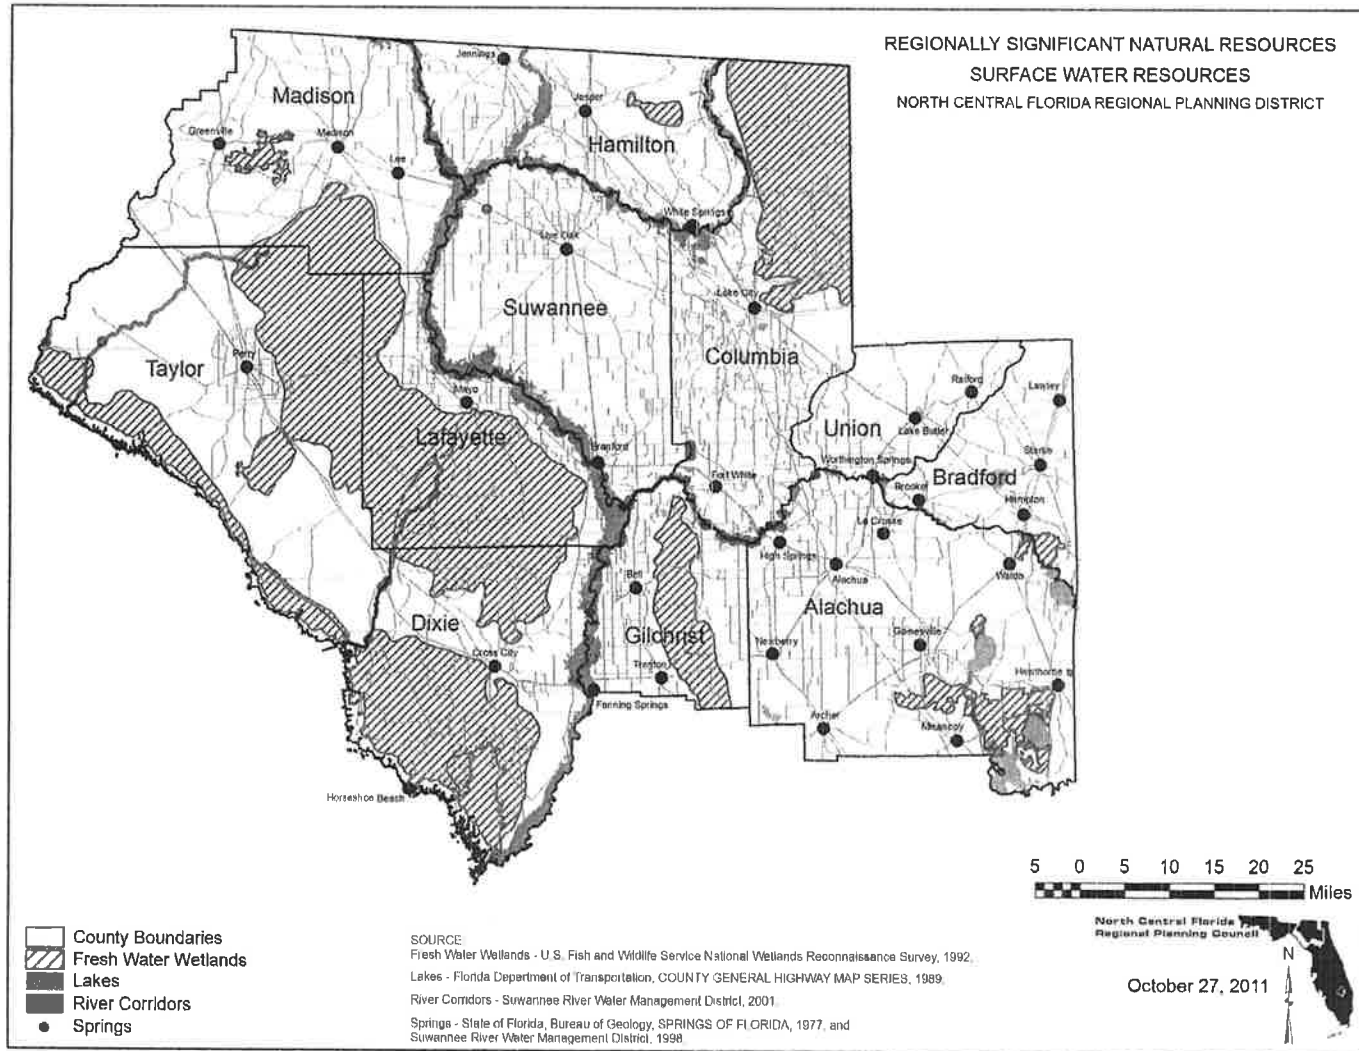 REGIONALLY SIGNIFICANT NATURAL RESOURCES
SURFACE WATER RESOURCES
NORTH CENTRAL FLORIDA REGIONAL PLANNING DISTRICT
Jennings
Madison
Jasper
Greenville
Madison
Hamilton
Lee
White Springs
Live Oak
Lake City
Suwannee
Columbia
Perry
Taylor
Mayo
Raiford
Lawtey
Lafayette
Union
Lake Butler
Branford
Worthington Springs
Starke
Fort White
Brooker
Bradford
Hampton
La Crosse
High Springs
Alachua
Waldo
Bell
Alachua
Dixie
Gilchrist
Newberry
Gainesville
Cross City
Trenton
Hawthorne
Fanning Springs
Archer
Micanopy
Horseshoe Beach
5 0 5 10 15 20 25
Miles
North Central Florida
Regional Planning Council
N
October 27, 2011
County Boundaries
Fresh Water Wetlands
Lakes
River Corridors
Springs
SOURCE:
Fresh Water Wetlands - U.S. Fish and Wildlife Service National Wetlands Reconnaissance Survey, 1992.
Lakes - Florida Department of Transportation, COUNTY GENERAL HIGHWAY MAP SERIES, 1989.
River Corridors - Suwannee River Water Management District, 2001.
Springs - State of Florida, Bureau of Geology, SPRINGS OF FLORIDA, 1977, and
Suwannee River Water Management District, 1998.